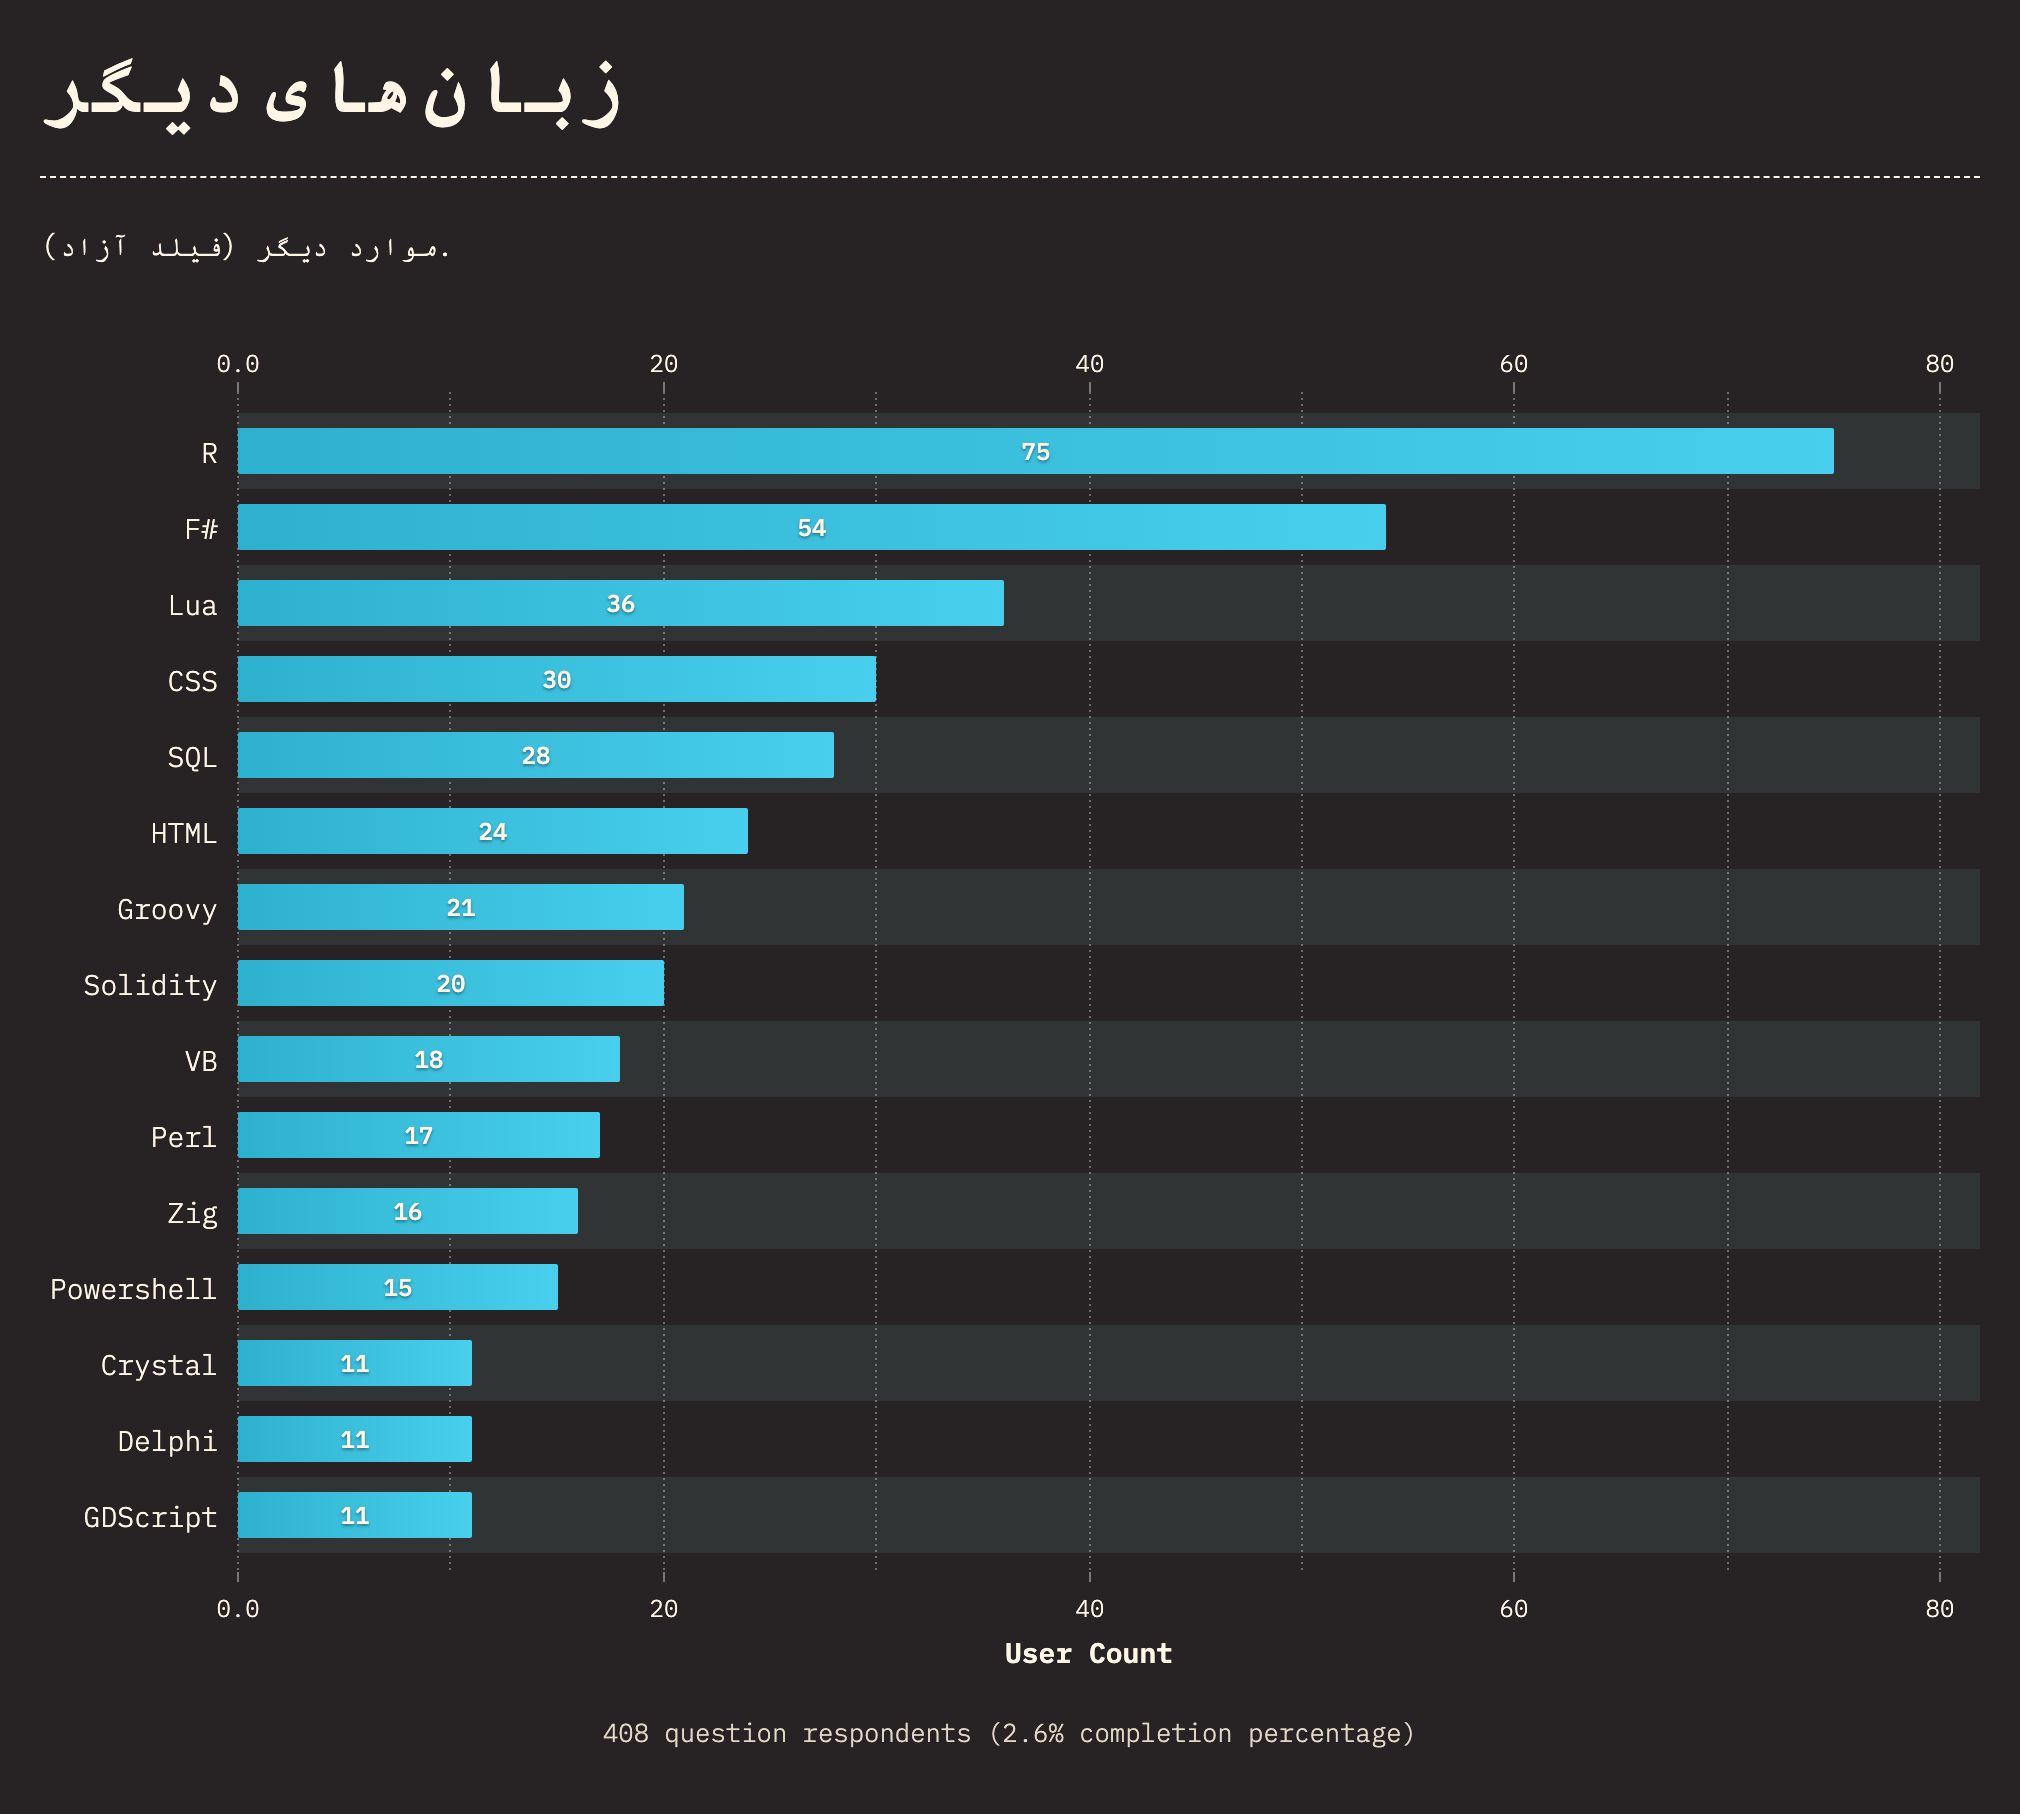 زبان‌های دیگر
موارد دیگر (فیلد آزاد).
0.0 20 40 60 80
R 75
F# 54
Lua 36
CSS 30
SQL 28
HTML 24
Groovy 21
Solidity 20
VB 18
Perl 17
Zig 16
Powershell 15
Crystal 11
Delphi 11
GDScript 11
0.0 20 40 60 80
User Count
408 question respondents (2.6% completion percentage)